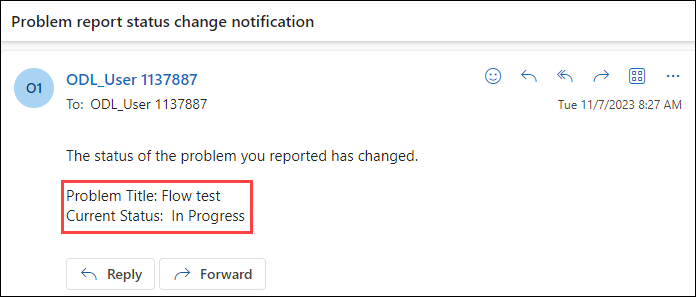 Problem report status change notification
O1
ODL_User 1137887
To: ODL_User 1137887
Tue 11/7/2023 8:27 AM
The status of the problem you reported has changed.
Problem Title: Flow test
Current Status:  In Progress
Reply
Forward